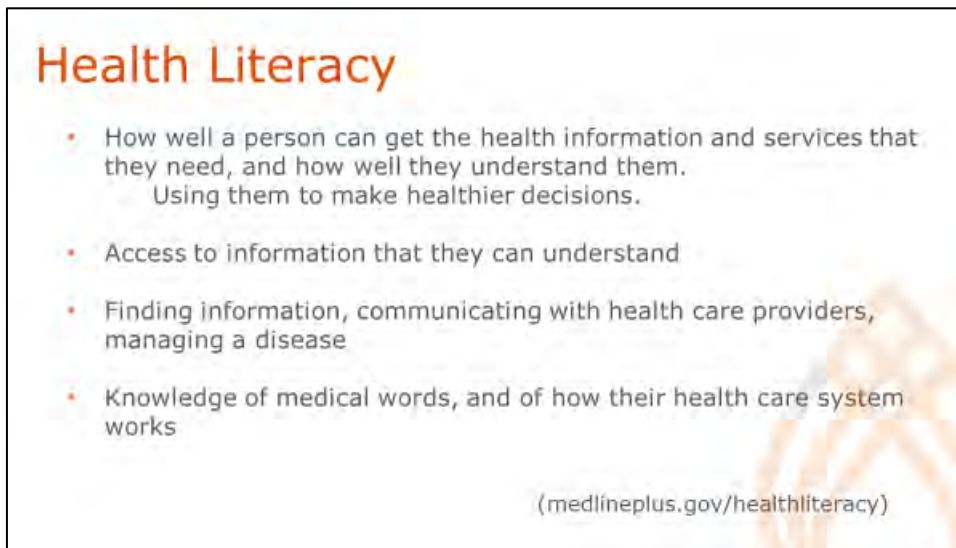 Health Literacy
• How well a person can get the health information and services that
they need, and how well they understand them.
Using them to make healthier decisions.
• Access to information that they can understand
• Finding information, communicating with health care providers,
managing a disease
• Knowledge of medical words, and of how their health care system
works
(medlineplus.gov/healthliteracy)